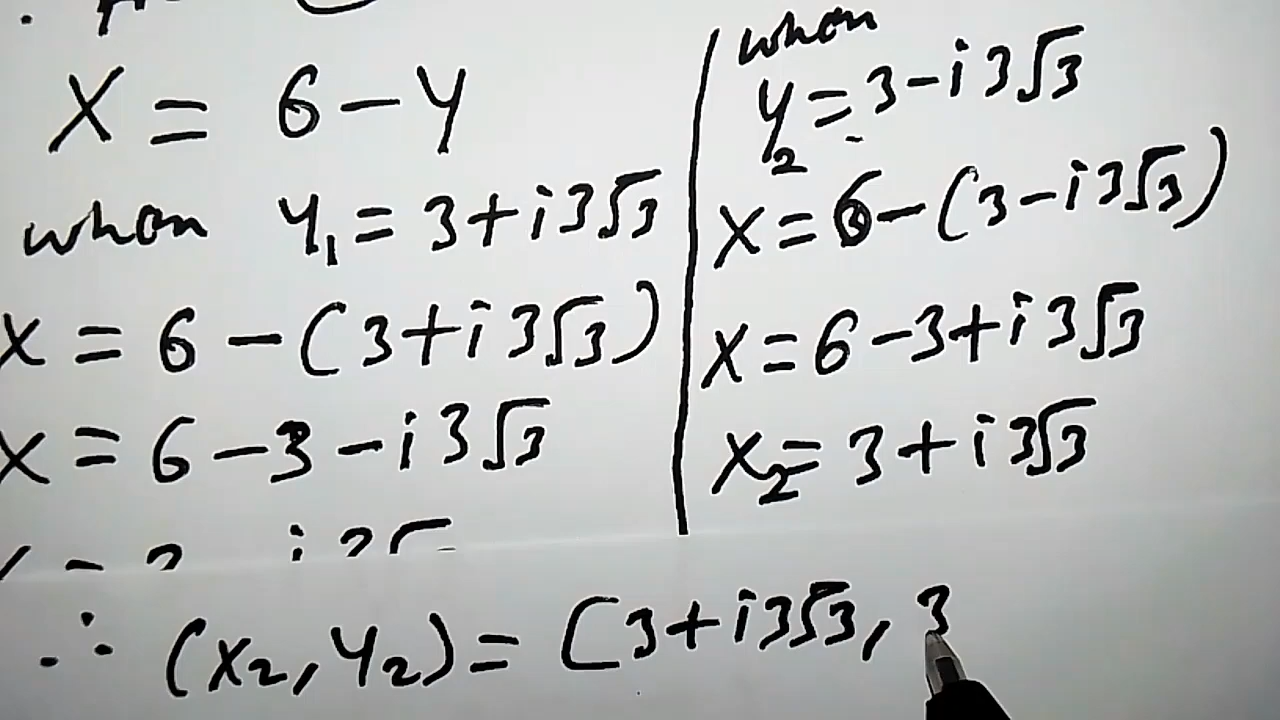 X = 6 - Y
when Y₁ = 3 + i3√3
X = 6 - (3 + i3√3)
X = 6 - 3 - i3√3
when
Y₂ = 3 - i3√3
X = 6 - (3 - i3√3)
X = 6 - 3 + i3√3
X₂ = 3 + i3√3
∴ (X₂, Y₂) = (3 + i3√3, 3